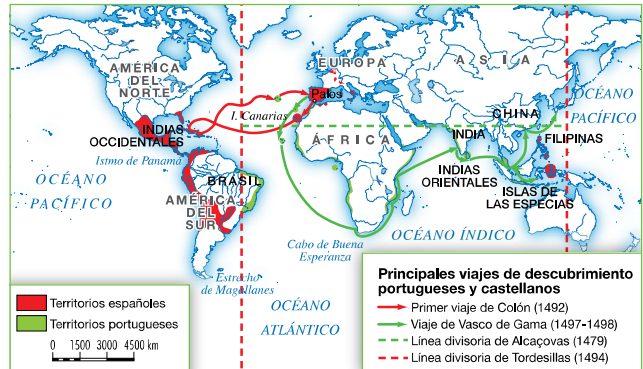 AMÉRICA
DEL
NORTE
EUROPA
ASIA
OCÉANO
PACÍFICO
Palos
I. Canarias
CHINA
INDIAS
OCCIDENTALES
Istmo de Panamá
ÁFRICA
INDIA
FILIPINAS
INDIAS
ORIENTALES
ISLAS DE
LAS ESPECIAS
OCÉANO
PACÍFICO
BRASIL
AMÉRICA
DEL
SUR
Cabo de Buena
Esperanza
OCÉANO ÍNDICO
Estrecho
de Magallanes
OCÉANO
ATLÁNTICO
Territorios españoles
Territorios portugueses
0 1500 3000 4500 km
Principales viajes de descubrimiento
portugueses y castellanos
Primer viaje de Colón (1492)
Viaje de Vasco de Gama (1497-1498)
Línea divisoria de Alcaçovas (1479)
Línea divisoria de Tordesillas (1494)